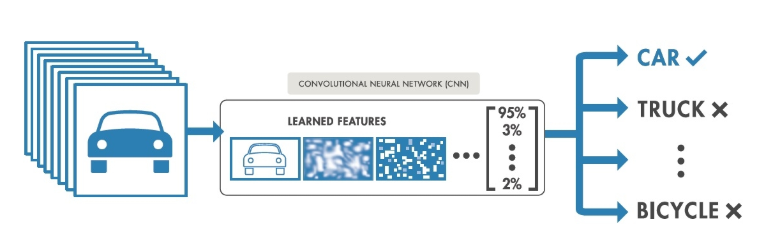 CONVOLUTIONAL NEURAL NETWORK (CNN)
LEARNED FEATURES
95%
3%
2%
CAR
TRUCK
BICYCLE